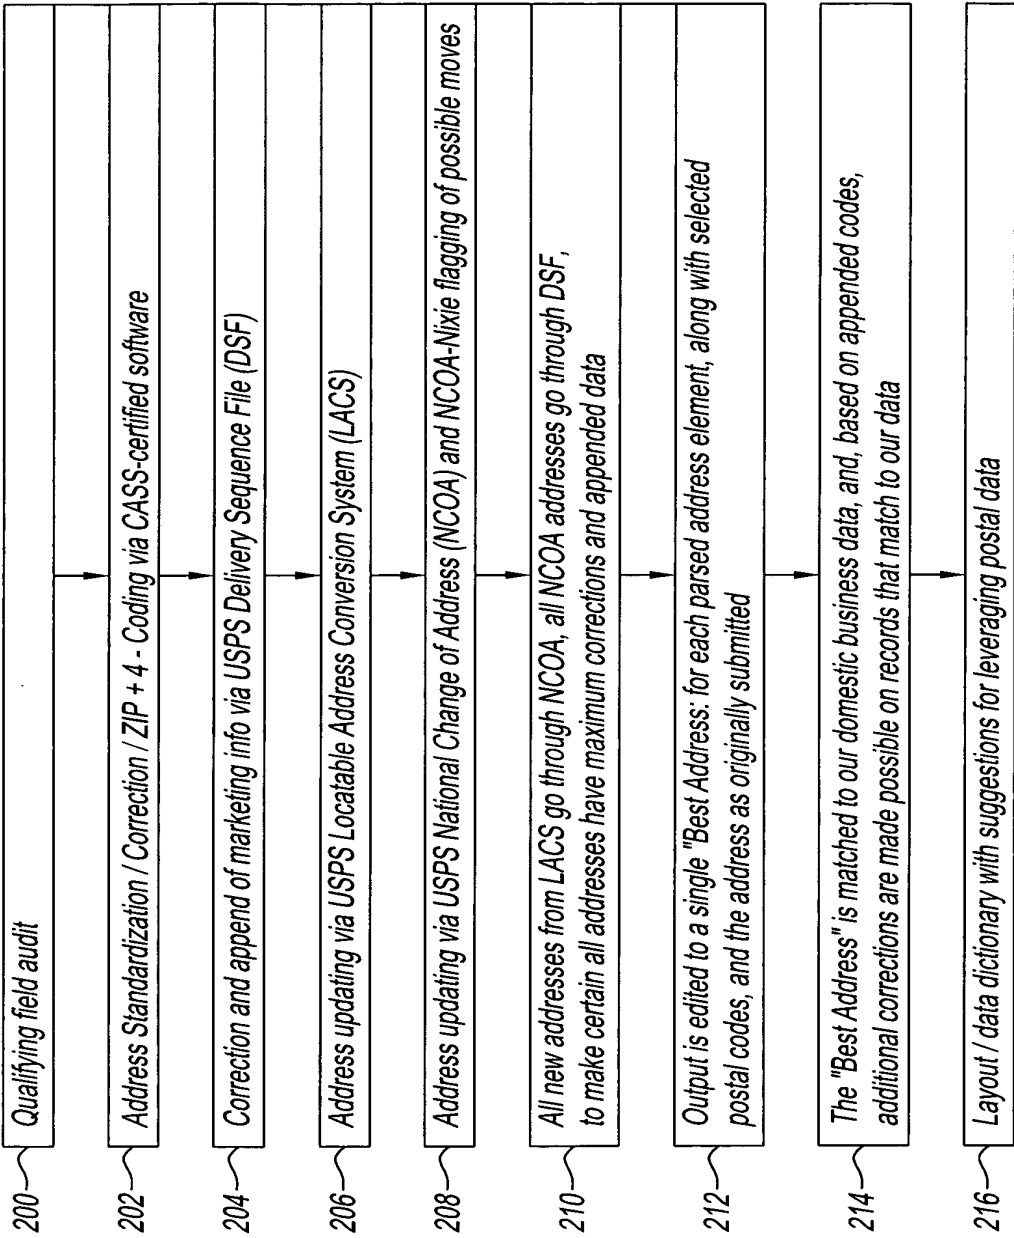 200
Qualifying field audit
202
Address Standardization / Correction / ZIP + 4 - Coding via CASS-certified software
204
Correction and append of marketing info via USPS Delivery Sequence File (DSF)
206
Address updating via USPS Locatable Address Conversion System (LACS)
208
Address updating via USPS National Change of Address (NCOA) and NCOA-Nixie flagging of possible moves
210
All new addresses from LACS go through NCOA, all NCOA addresses go through DSF,
to make certain all addresses have maximum corrections and appended data
212
Output is edited to a single "Best Address: for each parsed address element, along with selected
postal codes, and the address as originally submitted
214
The "Best Address" is matched to our domestic business data, and, based on appended codes,
additional corrections are made possible on records that match to our data
216
Layout / data dictionary with suggestions for leveraging postal data